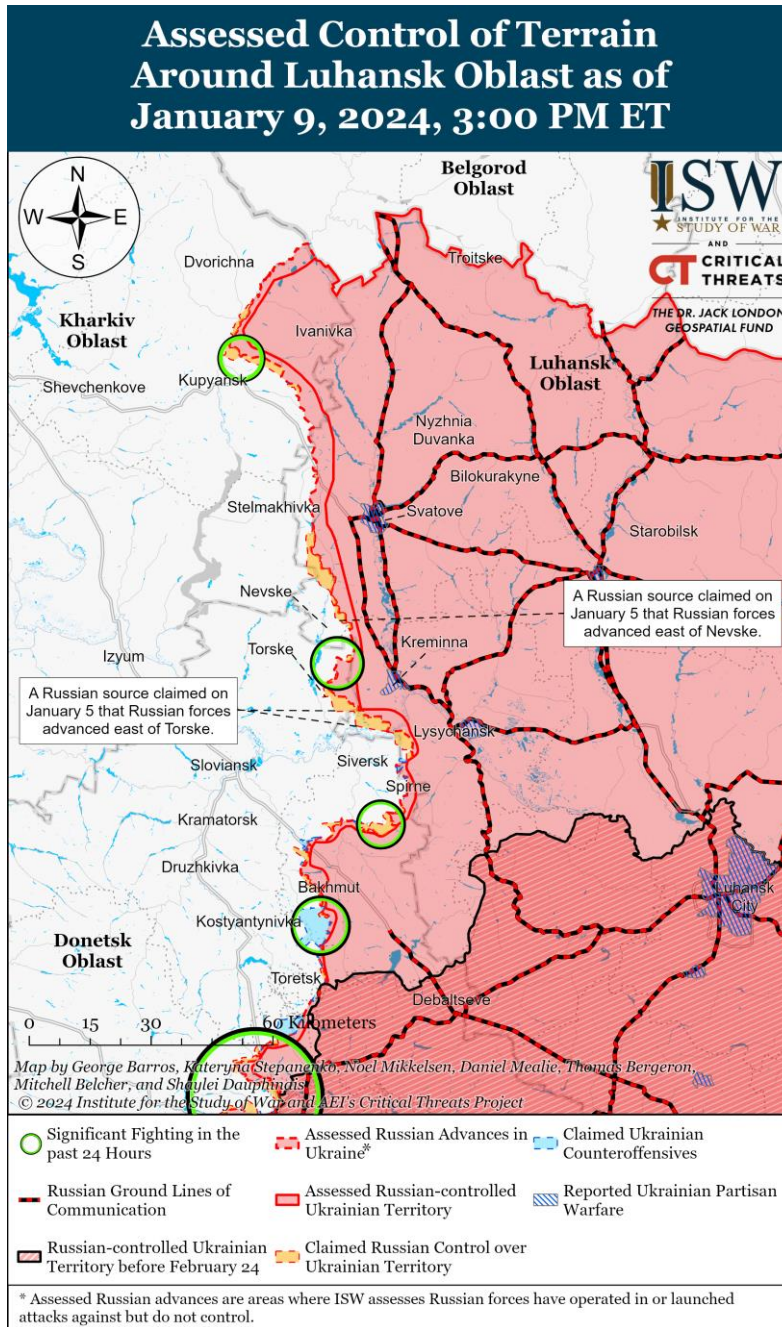 Assessed Control of Terrain
Around Luhansk Oblast as of
January 9, 2024, 3:00 PM ET
N
W
E
S
Belgorod
Oblast
ISW
INSTITUTE FOR THE
STUDY OF WAR
AND
CT CRITICAL
THREATS
THE DR. JACK LONDON
GEOSPATIAL FUND
Dvorichna
Troitske
Kharkiv
Oblast
Ivanivka
Luhansk
Oblast
Shevchenkove
Kupyansk
Nyzhnia
Duvanka
Bilokurakyne
Stelmakhivka
Svatove
Starobilsk
Nevske
A Russian source claimed on
January 5 that Russian forces
advanced east of Nevske.
Torske
Kreminna
Izyum
A Russian source claimed on
January 5 that Russian forces
advanced east of Torske.
Lysychansk
Sloviansk
Siversk
Spirne
Kramatorsk
Druzhkivka
Bakhmut
Luhansk
City
Kostyantynivka
Donetsk
Oblast
Toretsk
Debaltseve
0 15 30 60 Kilometers
Map by George Barros, Kateryna Stepanenko, Noel Mikkelsen, Daniel Mealie, Thomas Bergeron,
Mitchell Belcher, and Shaylei Dauphinais
© 2024 Institute for the Study of War and AEI's Critical Threats Project
Significant Fighting in the
past 24 Hours
Assessed Russian Advances in
Ukraine*
Claimed Ukrainian
Counteroffensives
Russian Ground Lines of
Communication
Assessed Russian-controlled
Ukrainian Territory
Reported Ukrainian Partisan
Warfare
Russian-controlled Ukrainian
Territory before February 24
Claimed Russian Control over
Ukrainian Territory
* Assessed Russian advances are areas where ISW assesses Russian forces have operated in or launched
attacks against but do not control.